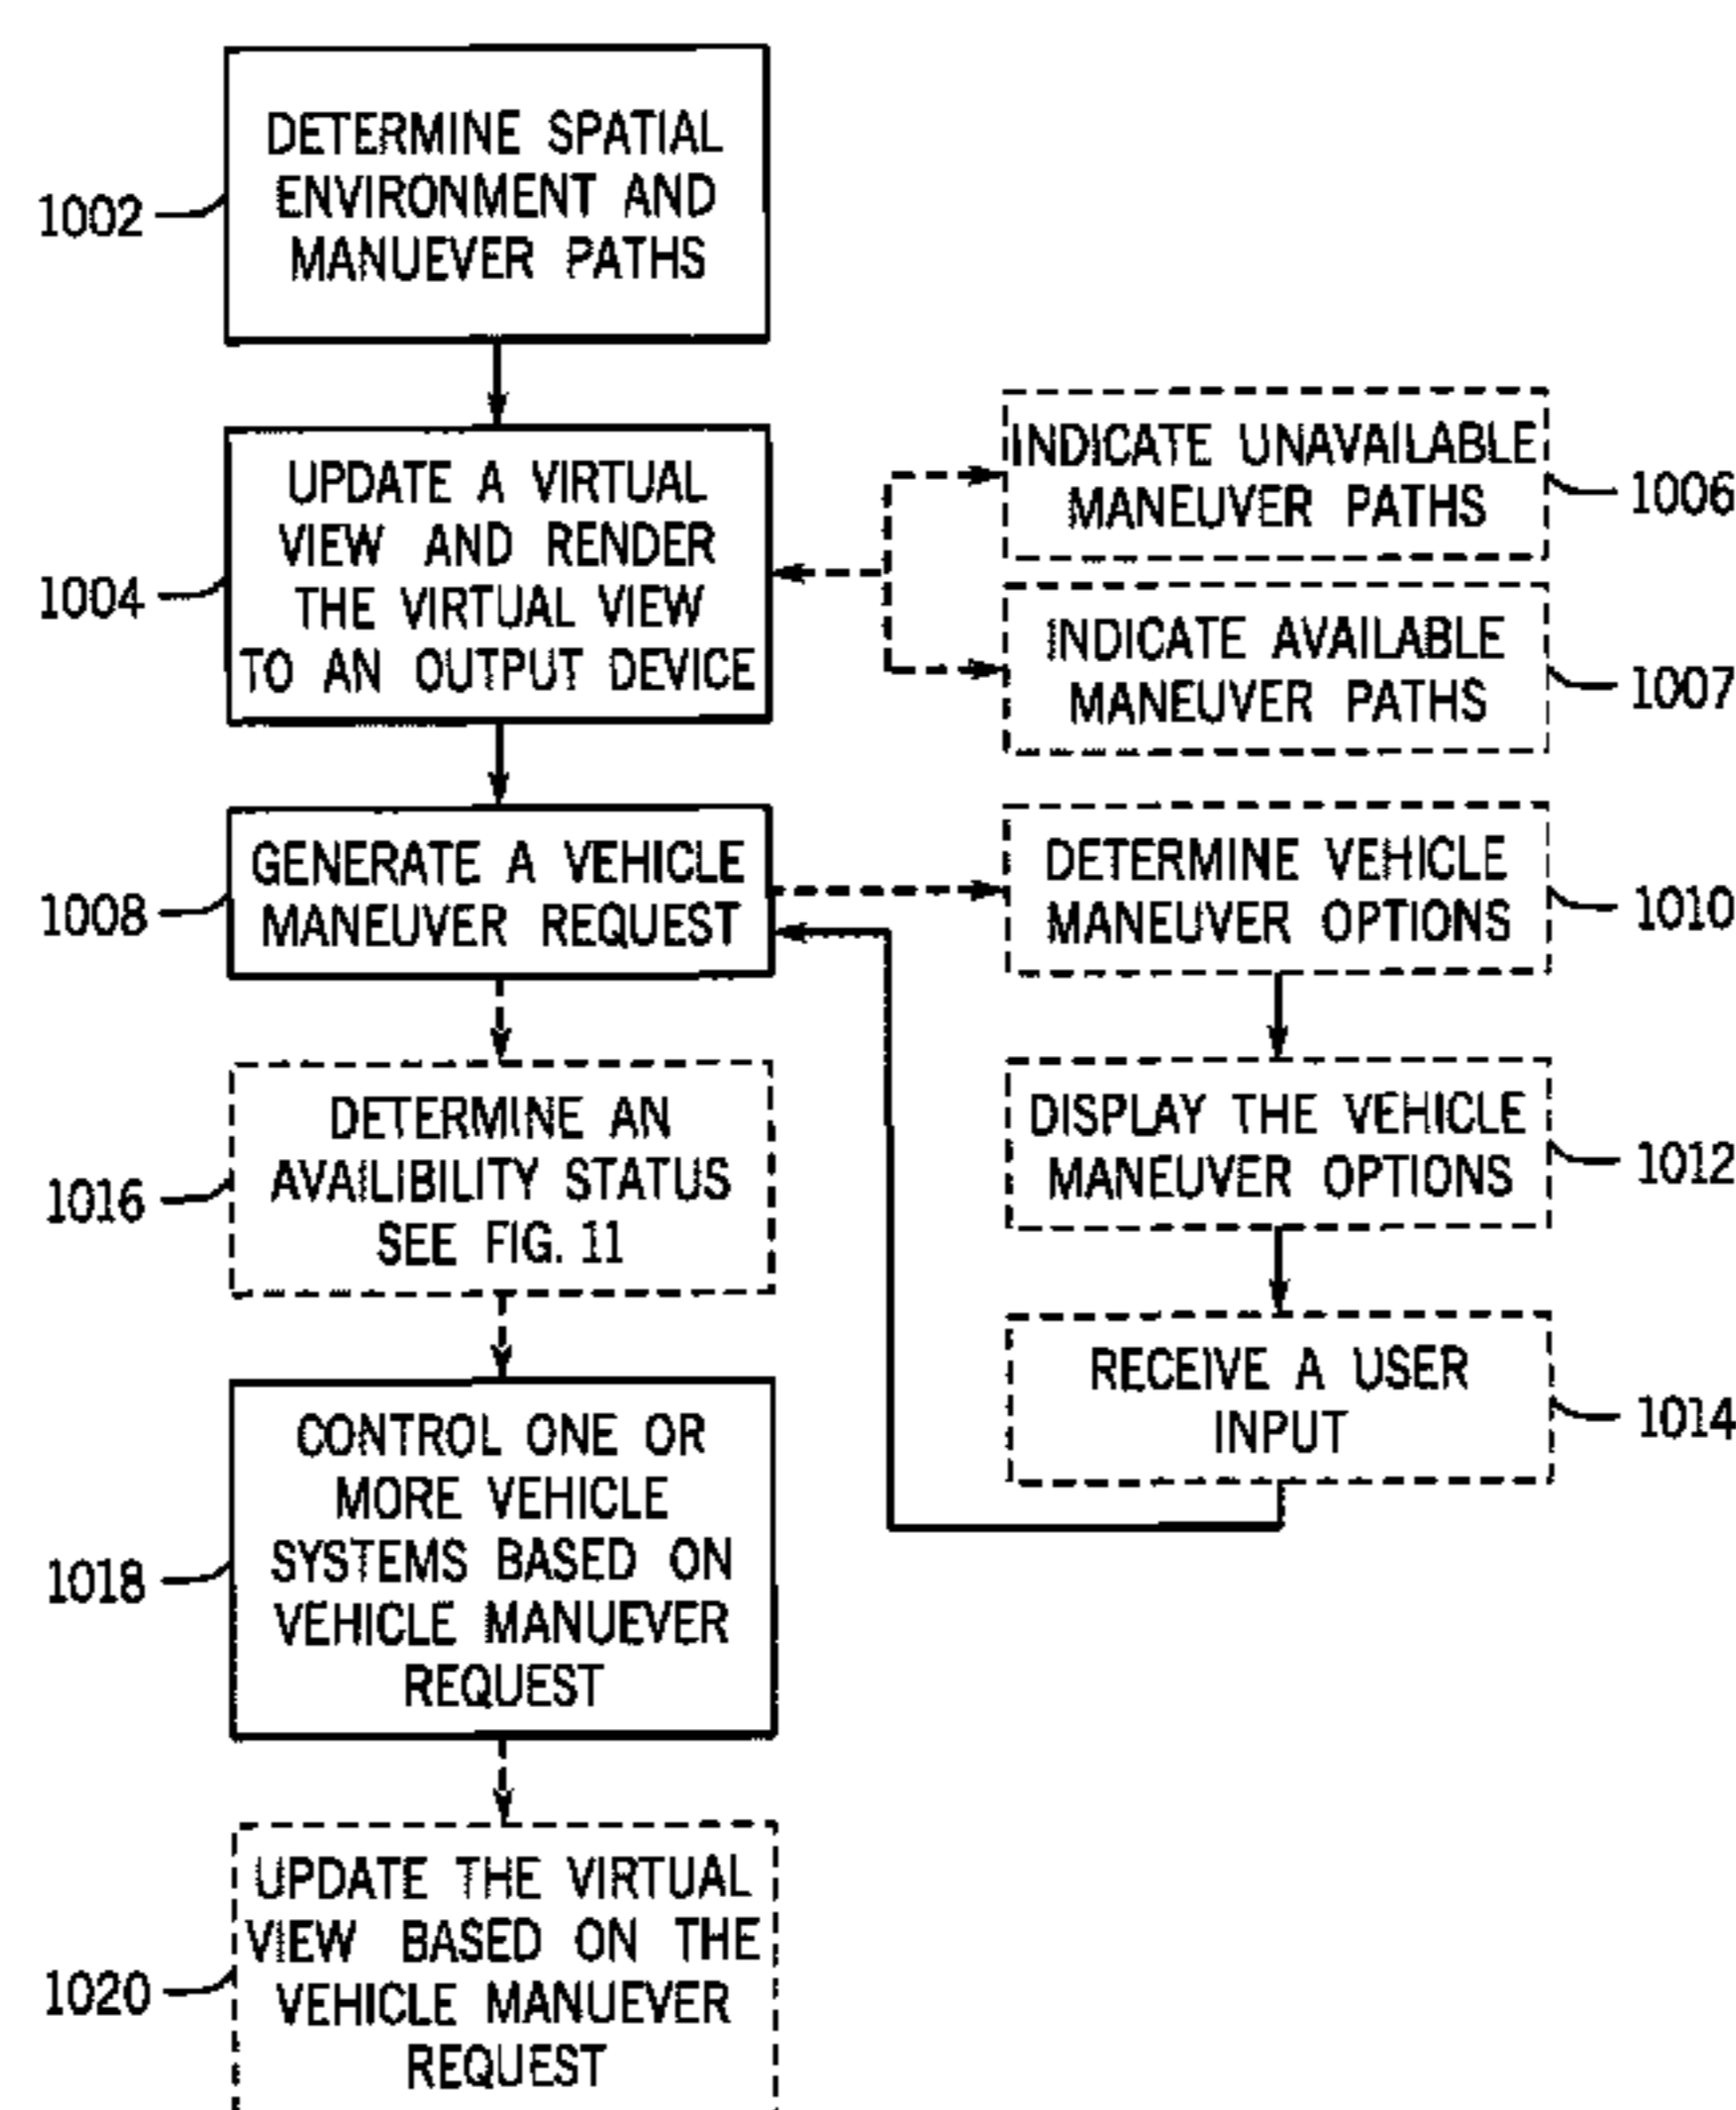 1002
DETERMINE SPATIAL
ENVIRONMENT AND
MANUEVER PATHS
1004
UPDATE A VIRTUAL
VIEW AND RENDER
THE VIRTUAL VIEW
TO AN OUTPUT DEVICE
INDICATE UNAVAILABLE
MANEUVER PATHS
1006
INDICATE AVAILABLE
MANEUVER PATHS
1007
1008
GENERATE A VEHICLE
MANEUVER REQUEST
DETERMINE VEHICLE
MANEUVER OPTIONS
1010
DISPLAY THE VEHICLE
MANEUVER OPTIONS
1012
RECEIVE A USER
INPUT
1014
1016
DETERMINE AN
AVAILIBILITY STATUS
SEE FIG. 11
1018
CONTROL ONE OR
MORE VEHICLE
SYSTEMS BASED ON
VEHICLE MANUEVER
REQUEST
1020
UPDATE THE VIRTUAL
VIEW BASED ON THE
VEHICLE MANUEVER
REQUEST